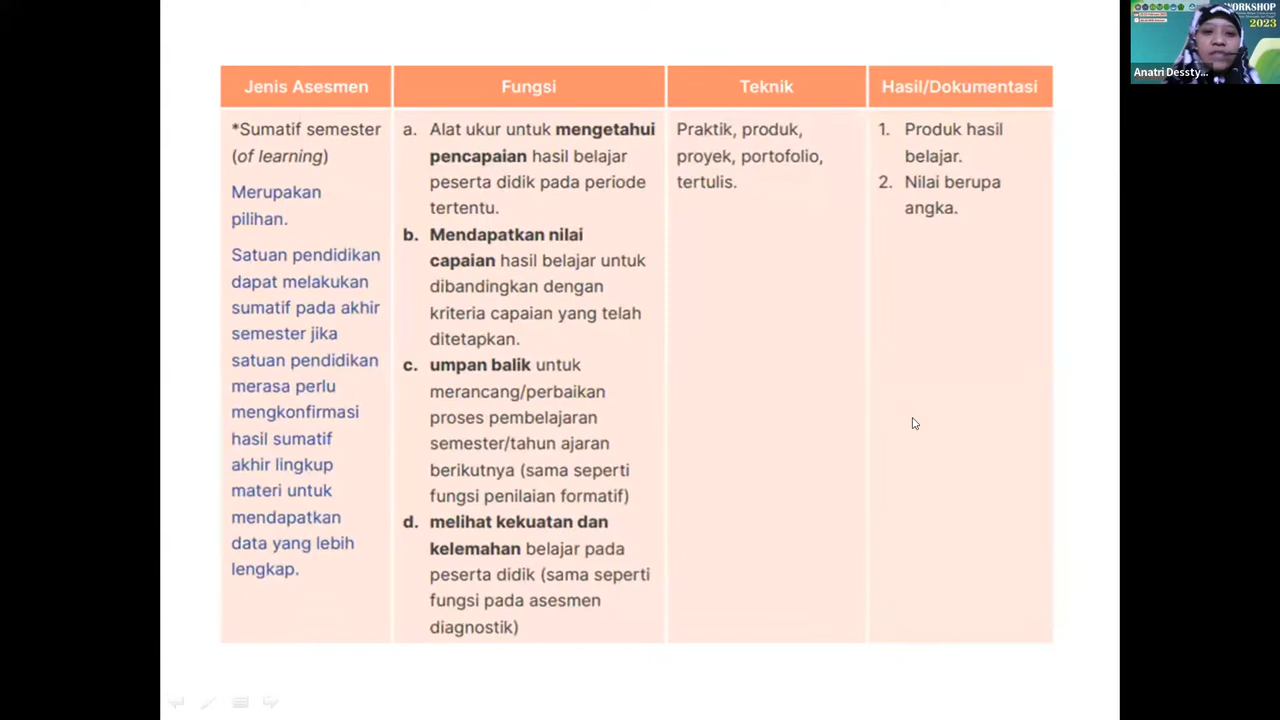 WORKSHOP
2023
Anatri Dessty...
Jenis Asesmen
Fungsi
Teknik
Hasil/Dokumentasi
*Sumatif semester
(of learning)
Merupakan
pilihan.
Satuan pendidikan
dapat melakukan
sumatif pada akhir
semester jika
satuan pendidikan
merasa perlu
mengkonfirmasi
hasil sumatif
akhir lingkup
materi untuk
mendapatkan
data yang lebih
lengkap.
a. Alat ukur untuk mengetahui
pencapaian hasil belajar
peserta didik pada periode
tertentu.
b. Mendapatkan nilai
capaian hasil belajar untuk
dibandingkan dengan
kriteria capaian yang telah
ditetapkan.
c. umpan balik untuk
merancang/perbaikan
proses pembelajaran
semester/tahun ajaran
berikutnya (sama seperti
fungsi penilaian formatif)
d. melihat kekuatan dan
kelemahan belajar pada
peserta didik (sama seperti
fungsi pada asesmen
diagnostik)
Praktik, produk,
proyek, portofolio,
tertulis.
1. Produk hasil
belajar.
2. Nilai berupa
angka.